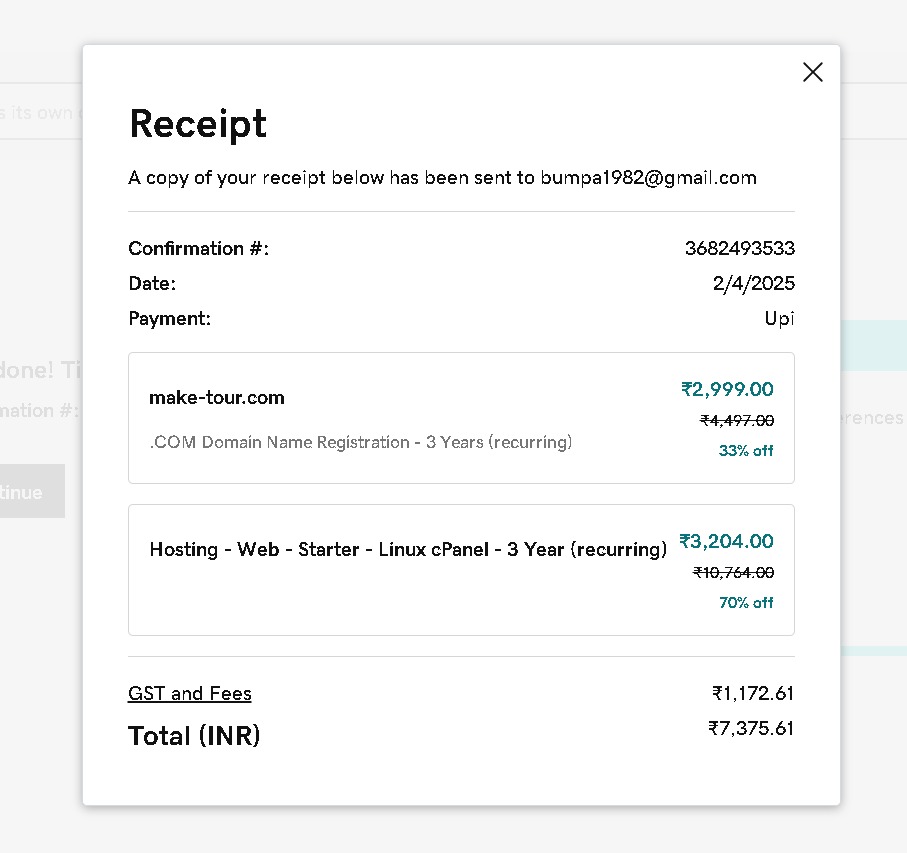 s its own
Receipt
A copy of your receipt below has been sent to bumpa1982@gmail.com
Confirmation #: 3682493533
Date: 2/4/2025
Payment: Upi
done! Ti
mation #:
erences
tinue
make-tour.com ₹2,999.00
₹4,497.00
.COM Domain Name Registration - 3 Years (recurring)
33% off
Hosting - Web - Starter - Linux cPanel - 3 Year (recurring) ₹3,204.00
₹10,764.00
70% off
GST and Fees ₹1,172.61
Total (INR) ₹7,375.61